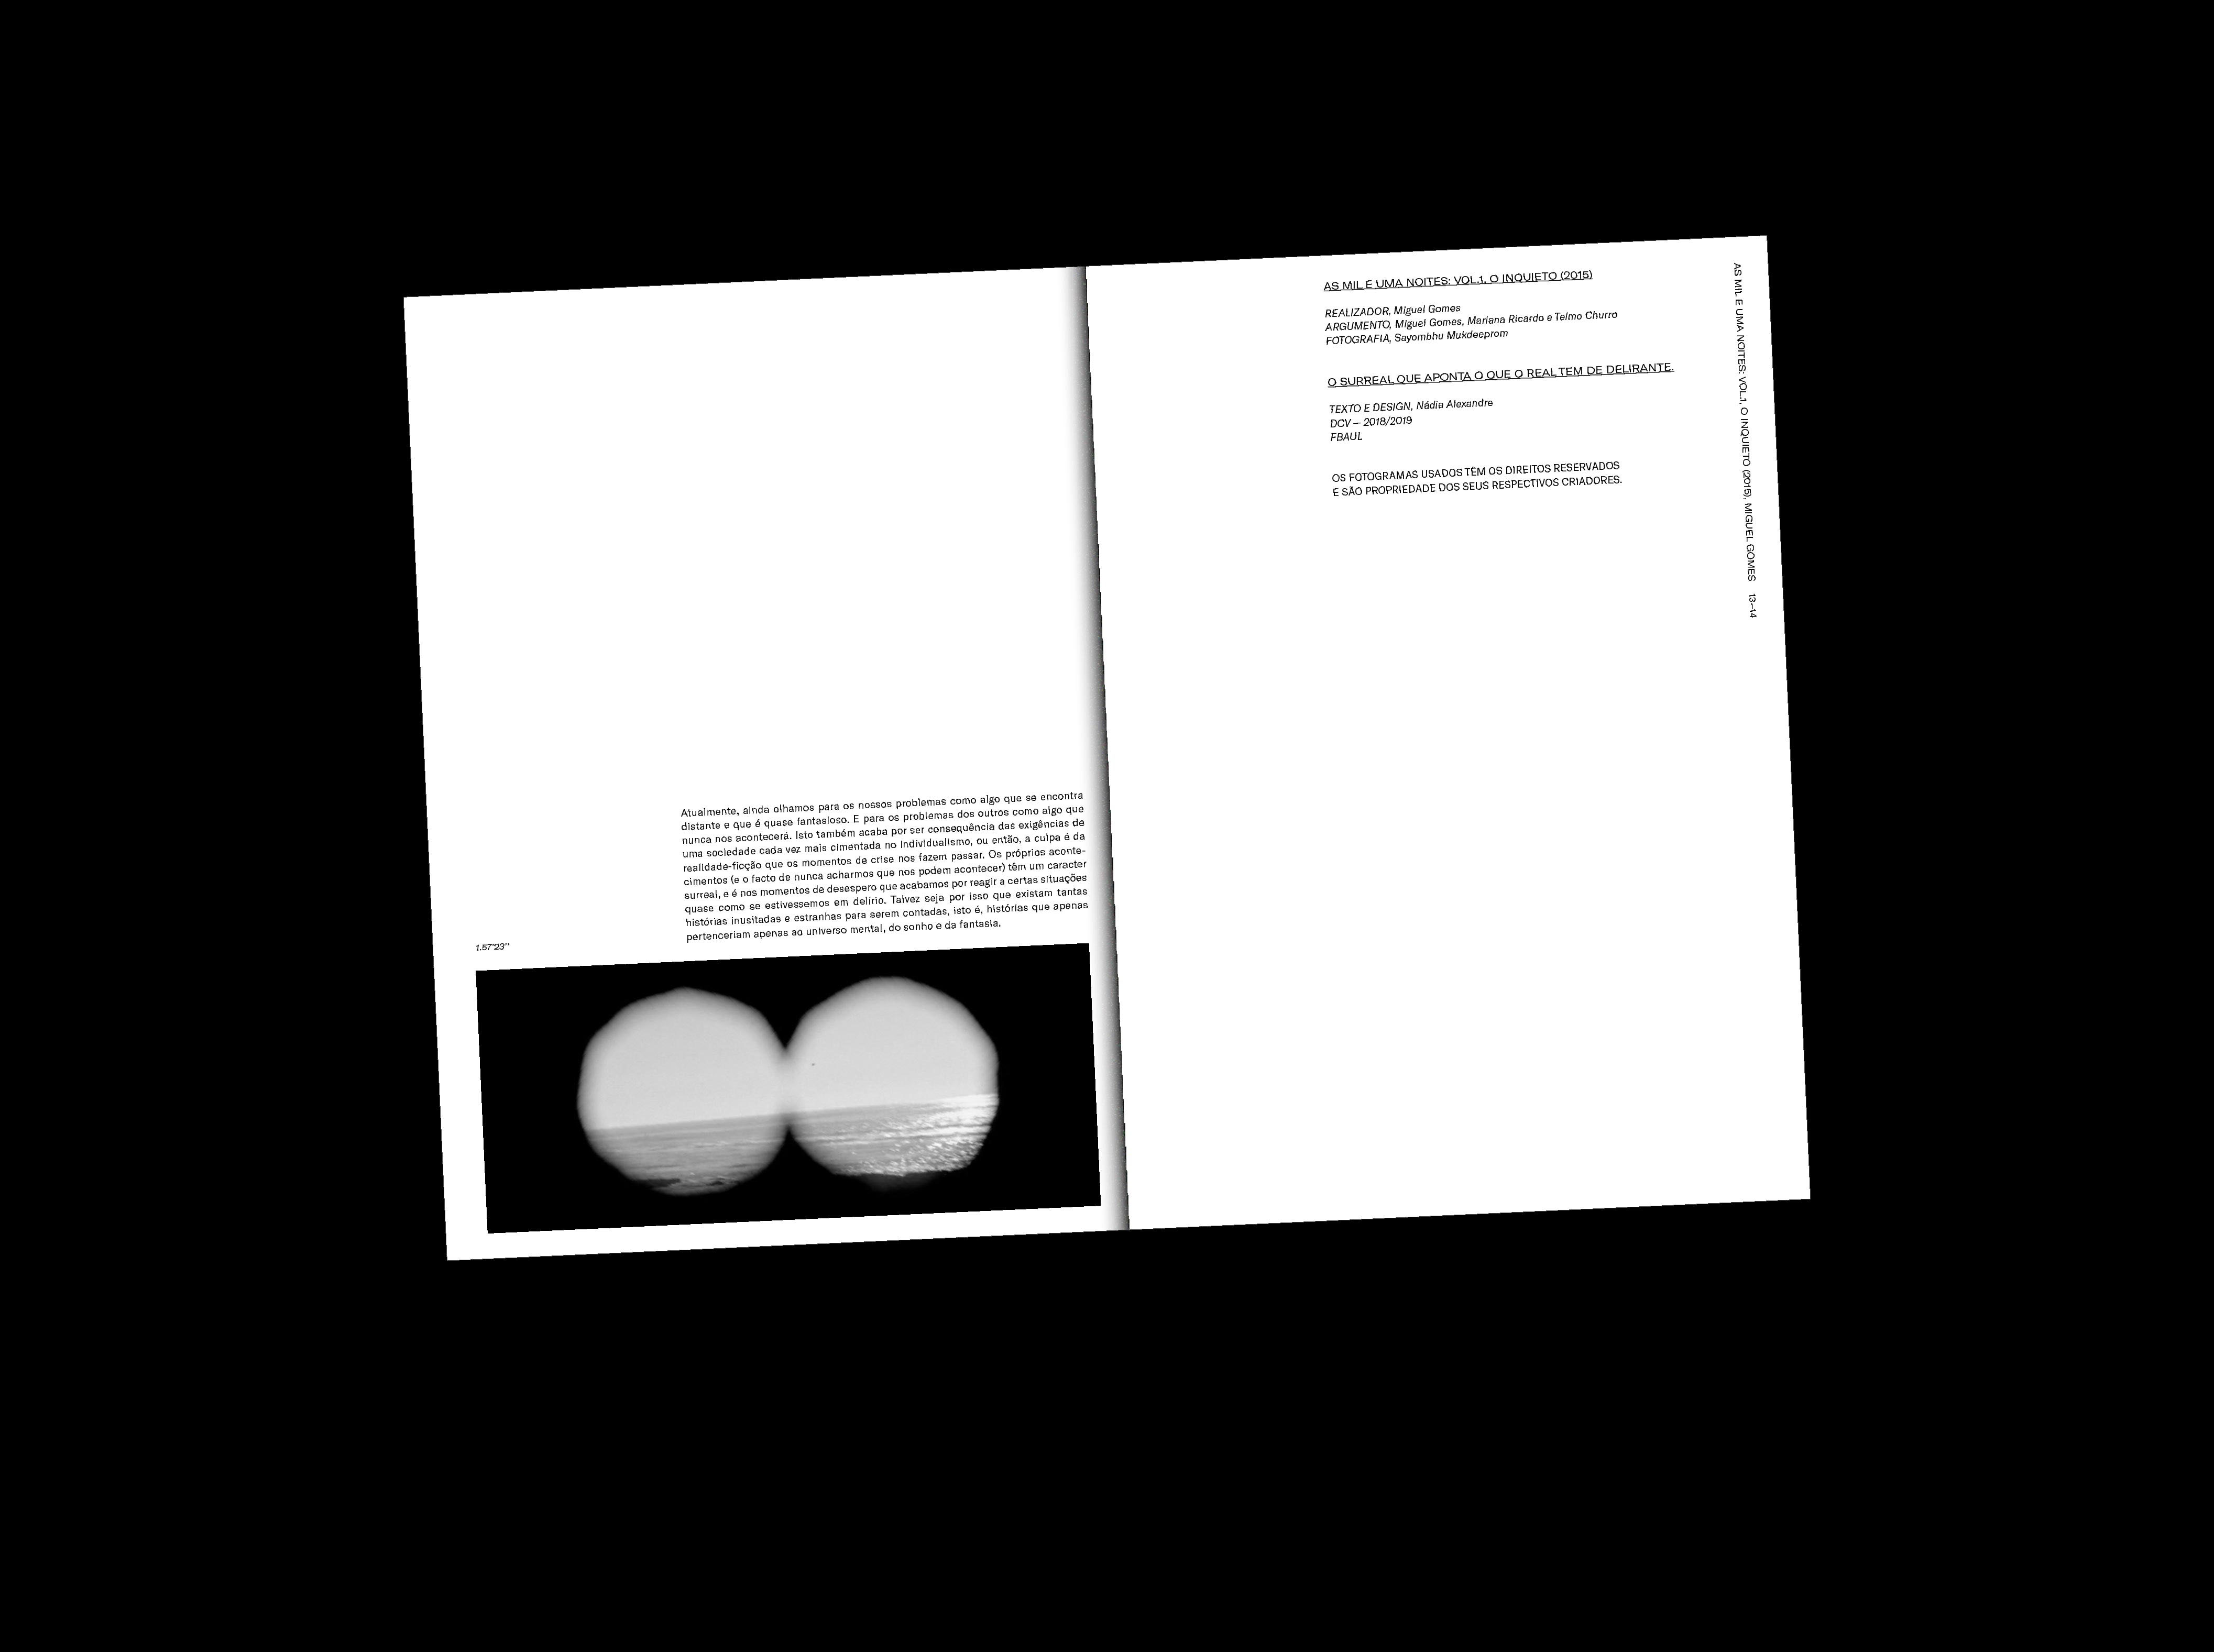 Atualmente, ainda olhamos para os nossos problemas como algo que se encontra
distante e que é quase fantasioso. E para os problemas dos outros como algo que
nunca nos acontecerá. Isto também acaba por ser consequência das exigências de
uma sociedade cada vez mais cimentada no individualismo, ou então, a culpa é da
realidade-ficção que os momentos de crise nos fazem passar. Os próprios aconte-
cimentos (e o facto de nunca acharmos que nos podem acontecer) têm um caracter
surreal, e é nos momentos de desespero que acabamos por reagir a certas situações
quase como se estivessemos em delírio. Talvez seja por isso que existam tantas
histórias inusitadas e estranhas para serem contadas, isto é, histórias que apenas
pertenceriam apenas ao universo mental, do sonho e da fantasia.
1.57''23''
AS MIL E UMA NOITES: VOL.1, O INQUIETO (2015)
REALIZADOR, Miguel Gomes
ARGUMENTO, Miguel Gomes, Mariana Ricardo e Telmo Churro
FOTOGRAFIA, Sayombhu Mukdeeprom
O SURREAL QUE APONTA O QUE O REAL TEM DE DELIRANTE.
TEXTO E DESIGN, Nádia Alexandre
DCV — 2018/2019
FBAUL
OS FOTOGRAMAS USADOS TÊM OS DIREITOS RESERVADOS
E SÃO PROPRIEDADE DOS SEUS RESPECTIVOS CRIADORES.
AS MIL E UMA NOITES: VOL.1, O INQUIETO (2015), MIGUEL GOMES 13—14